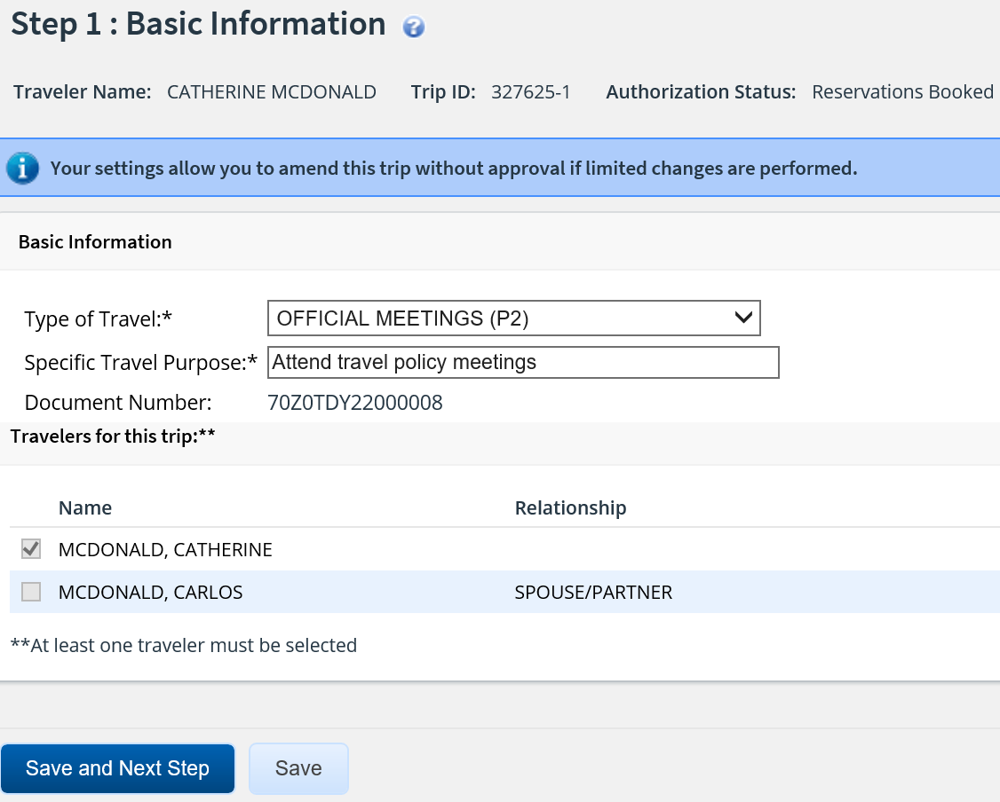 Step 1 : Basic Information ?
Traveler Name: CATHERINE MCDONALD Trip ID: 327625-1 Authorization Status: Reservations Booked
i Your settings allow you to amend this trip without approval if limited changes are performed.
Basic Information
Type of Travel:* OFFICIAL MEETINGS (P2)
Specific Travel Purpose:* Attend travel policy meetings
Document Number: 70Z0TDY22000008
Travelers for this trip:**
Name Relationship
MCDONALD, CATHERINE
MCDONALD, CARLOS SPOUSE/PARTNER
**At least one traveler must be selected
Save and Next Step Save